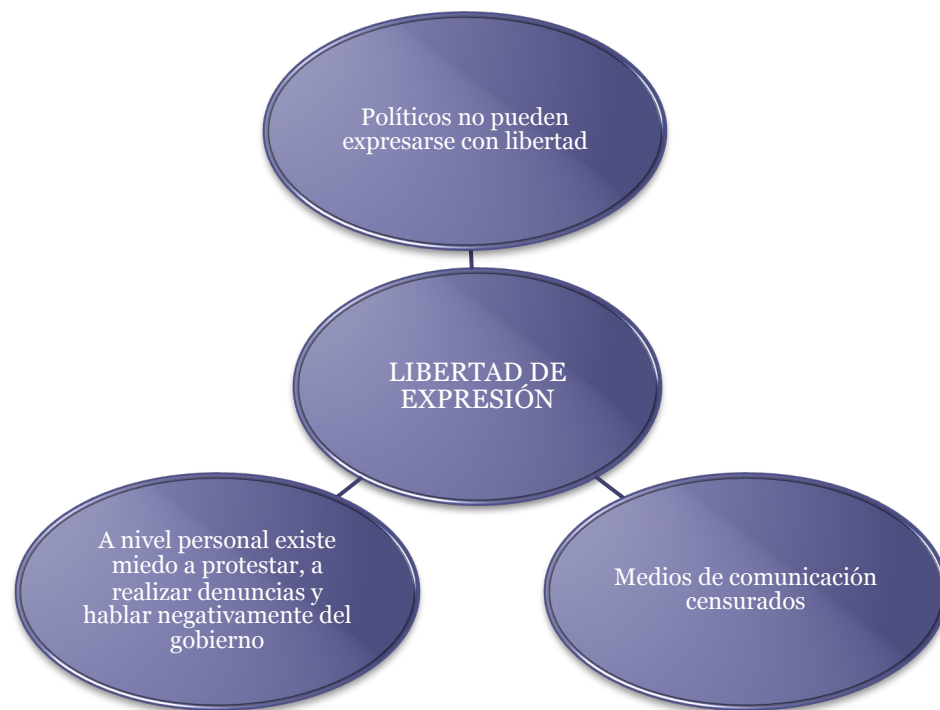 Políticos no pueden
expresarse con libertad
LIBERTAD DE
EXPRESIÓN
A nivel personal existe
miedo a protestar, a
realizar denuncias y
hablar negativamente del
gobierno
Medios de comunicación
censurados